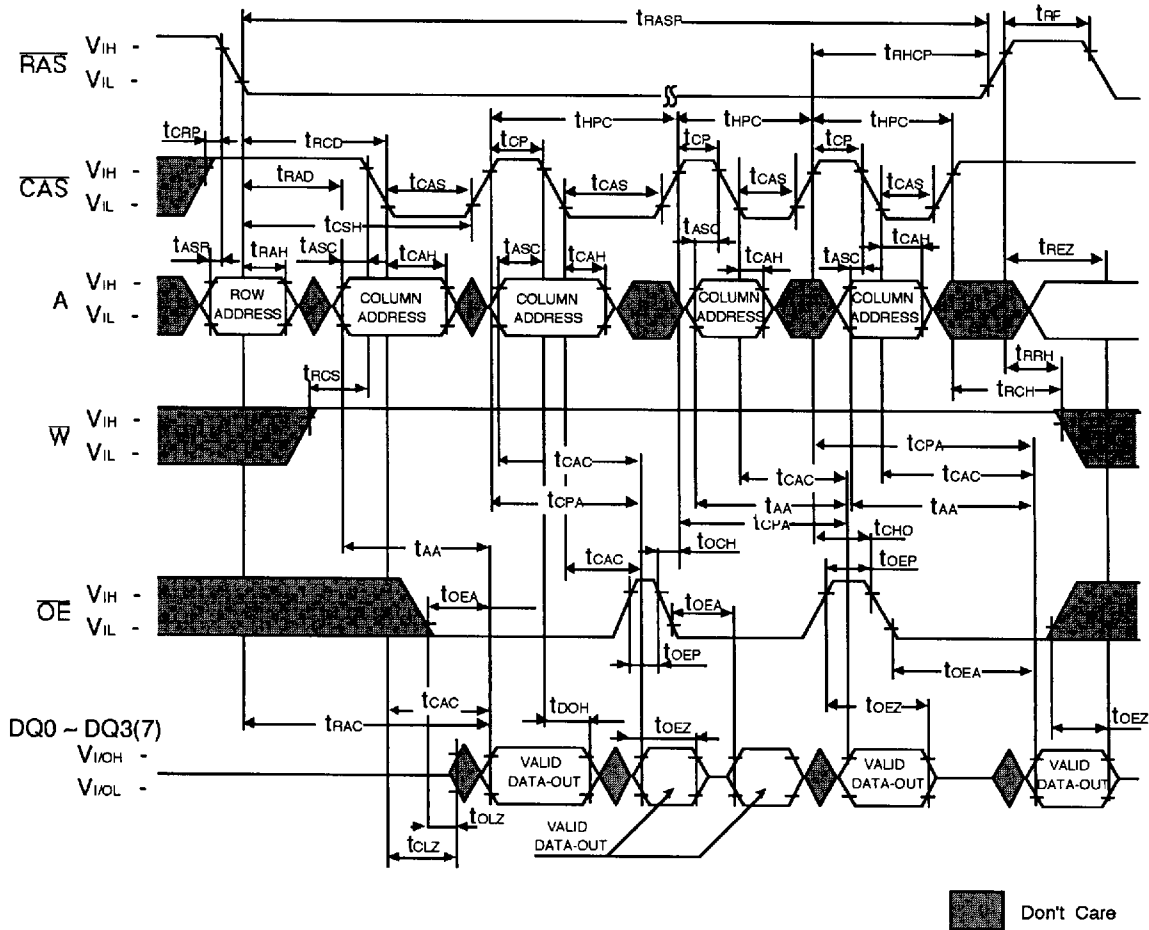 tRASP
tRP
RAS
VIH -
VIL -
tRHCP
tHPC
tHPC
tHPC
tCRP
tRCD
tCP
tCP
tCP
CAS
VIH -
VIL -
tRAD
tCAS
tCAS
tCAS
tCAS
tCSH
tASR
tRAH
tASC
tCAH
tASC
tCAH
tASC
tCAH
tASC
tCAH
tREZ
A
VIH -
VIL -
ROW ADDRESS
COLUMN ADDRESS
COLUMN ADDRESS
COLUMN ADDRESS
COLUMN ADDRESS
tRRH
tRCS
tRCH
W
VIH -
VIL -
tCPA
tCAC
tCAC
tCAC
tCPA
tAA
tAA
tCPA
tCHO
tAA
tCAC
tOCH
tOEP
OE
VIH -
VIL -
tOEA
tOEA
tOEP
tOEA
tCAC
tRAC
tDOH
tOEZ
tOEZ
tOEZ
DQ0 ~ DQ3(7)
VI/OH -
VI/OL -
VALID DATA-OUT
VALID DATA-OUT
VALID DATA-OUT
tOLZ
VALID DATA-OUT
tCLZ
Don't Care